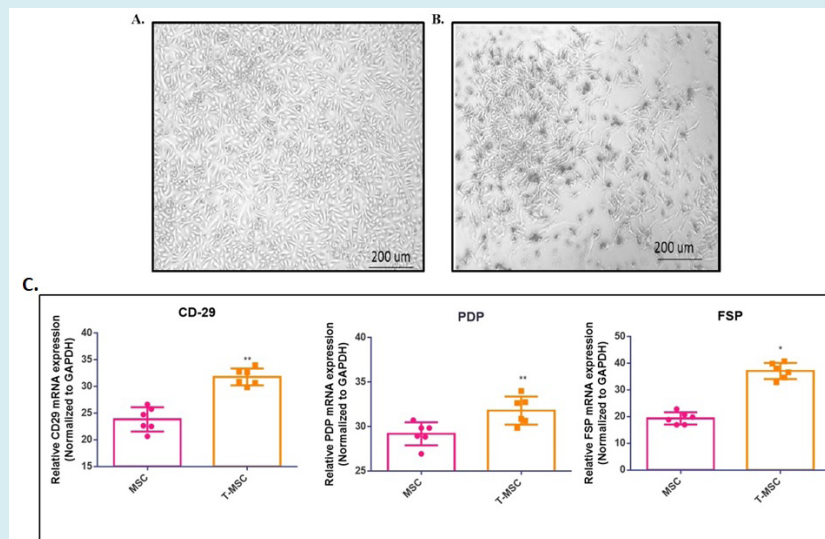 A.
B.
200 um
200 um
C.
CD-29
Relative CD29 mRNA expression
(Normalized to GAPDH)
40
35
30
25
20
15
**
MSC
T-MSC
PDP
Relative PDP mRNA expression
(Normalized to GAPDH)
40
35
30
25
**
MSC
T-MSC
FSP
Relative FSP mRNA expression
(Normalized to GAPDH)
50
40
30
20
10
0
*
MSC
T-MSC